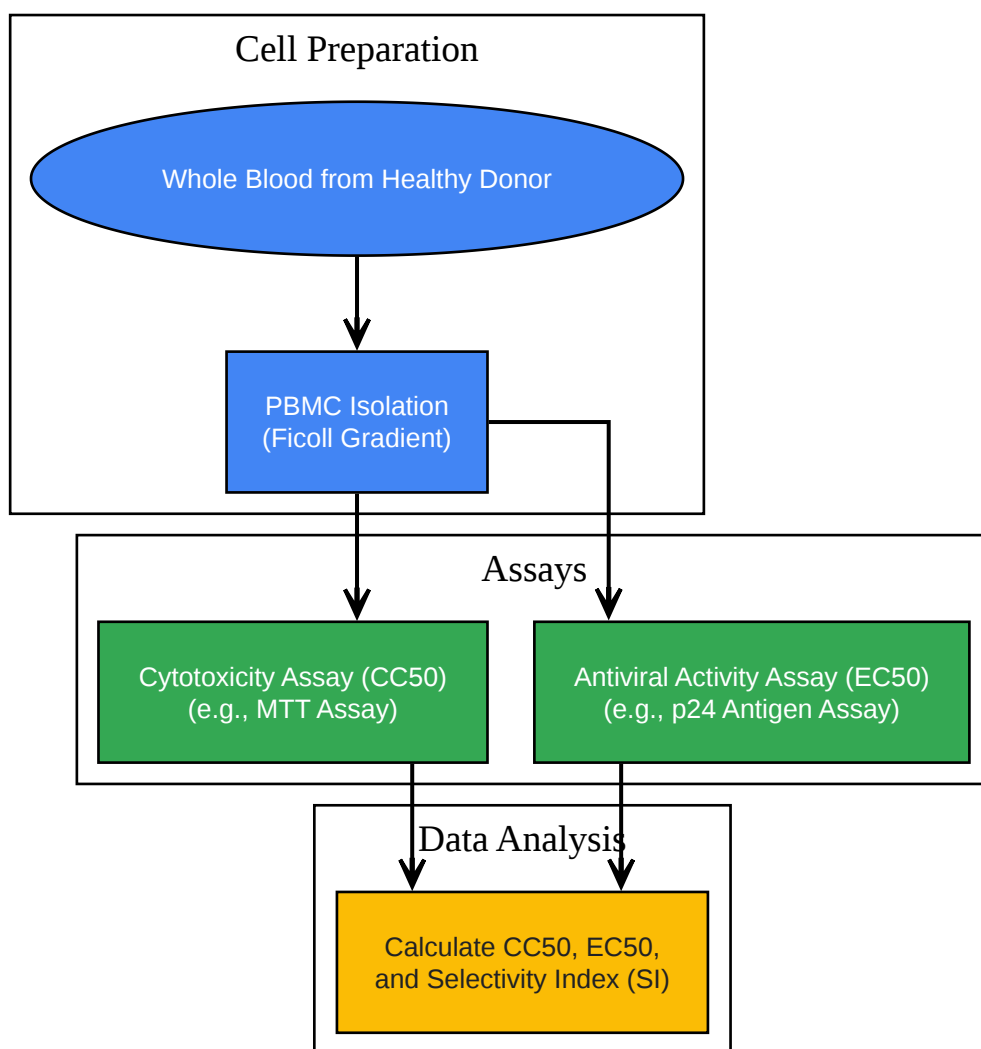 Cell Preparation
Whole Blood from Healthy Donor
PBMC Isolation
(Ficoll Gradient)
Assays
Cytotoxicity Assay (CC50)
(e.g., MTT Assay)
Antiviral Activity Assay (EC50)
(e.g., p24 Antigen Assay)
Data Analysis
Calculate CC50, EC50,
and Selectivity Index (SI)